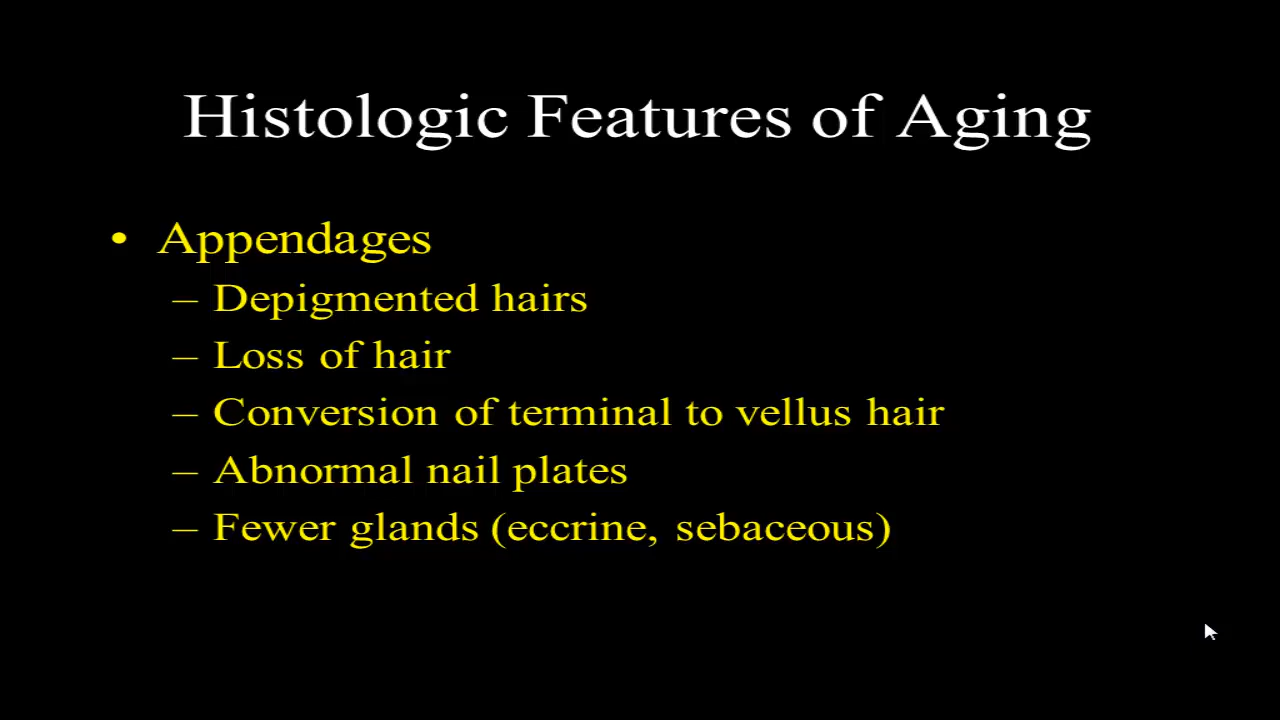 Histologic Features of Aging
• Appendages
– Depigmented hairs
– Loss of hair
– Conversion of terminal to vellus hair
– Abnormal nail plates
– Fewer glands (eccrine, sebaceous)